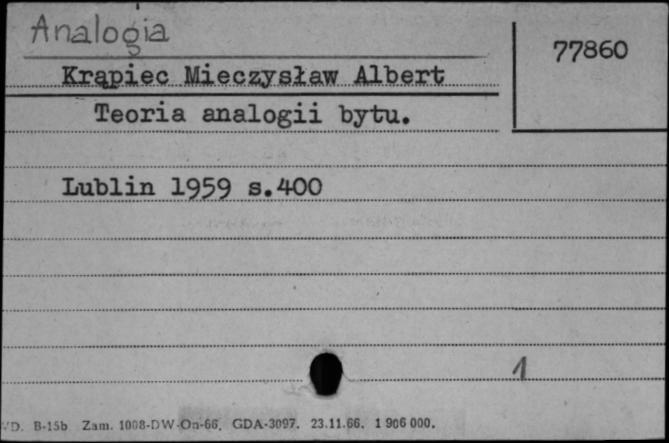 Analogia
77860
Krąpiec Mieczysław Albert
Teoria analogii bytu.
Lublin 1959 s.400
1
B-15b Zam. 1008-DW-On-66. GDA-3097. 23.11.66. 1 906 000.